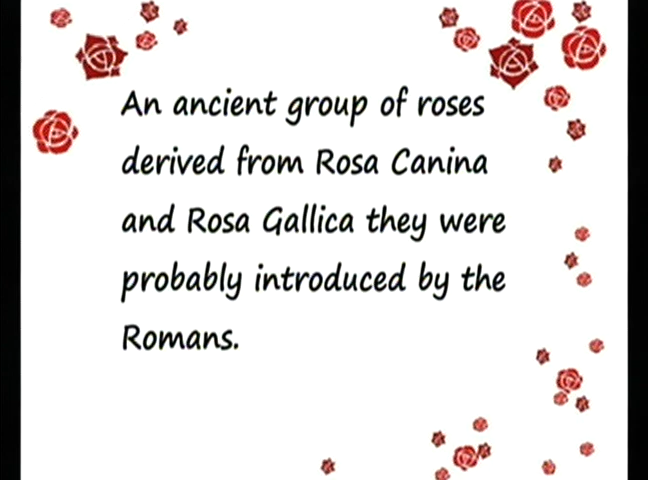 An ancient group of roses
derived from Rosa Canina
and Rosa Gallica they were
probably introduced by the
Romans.